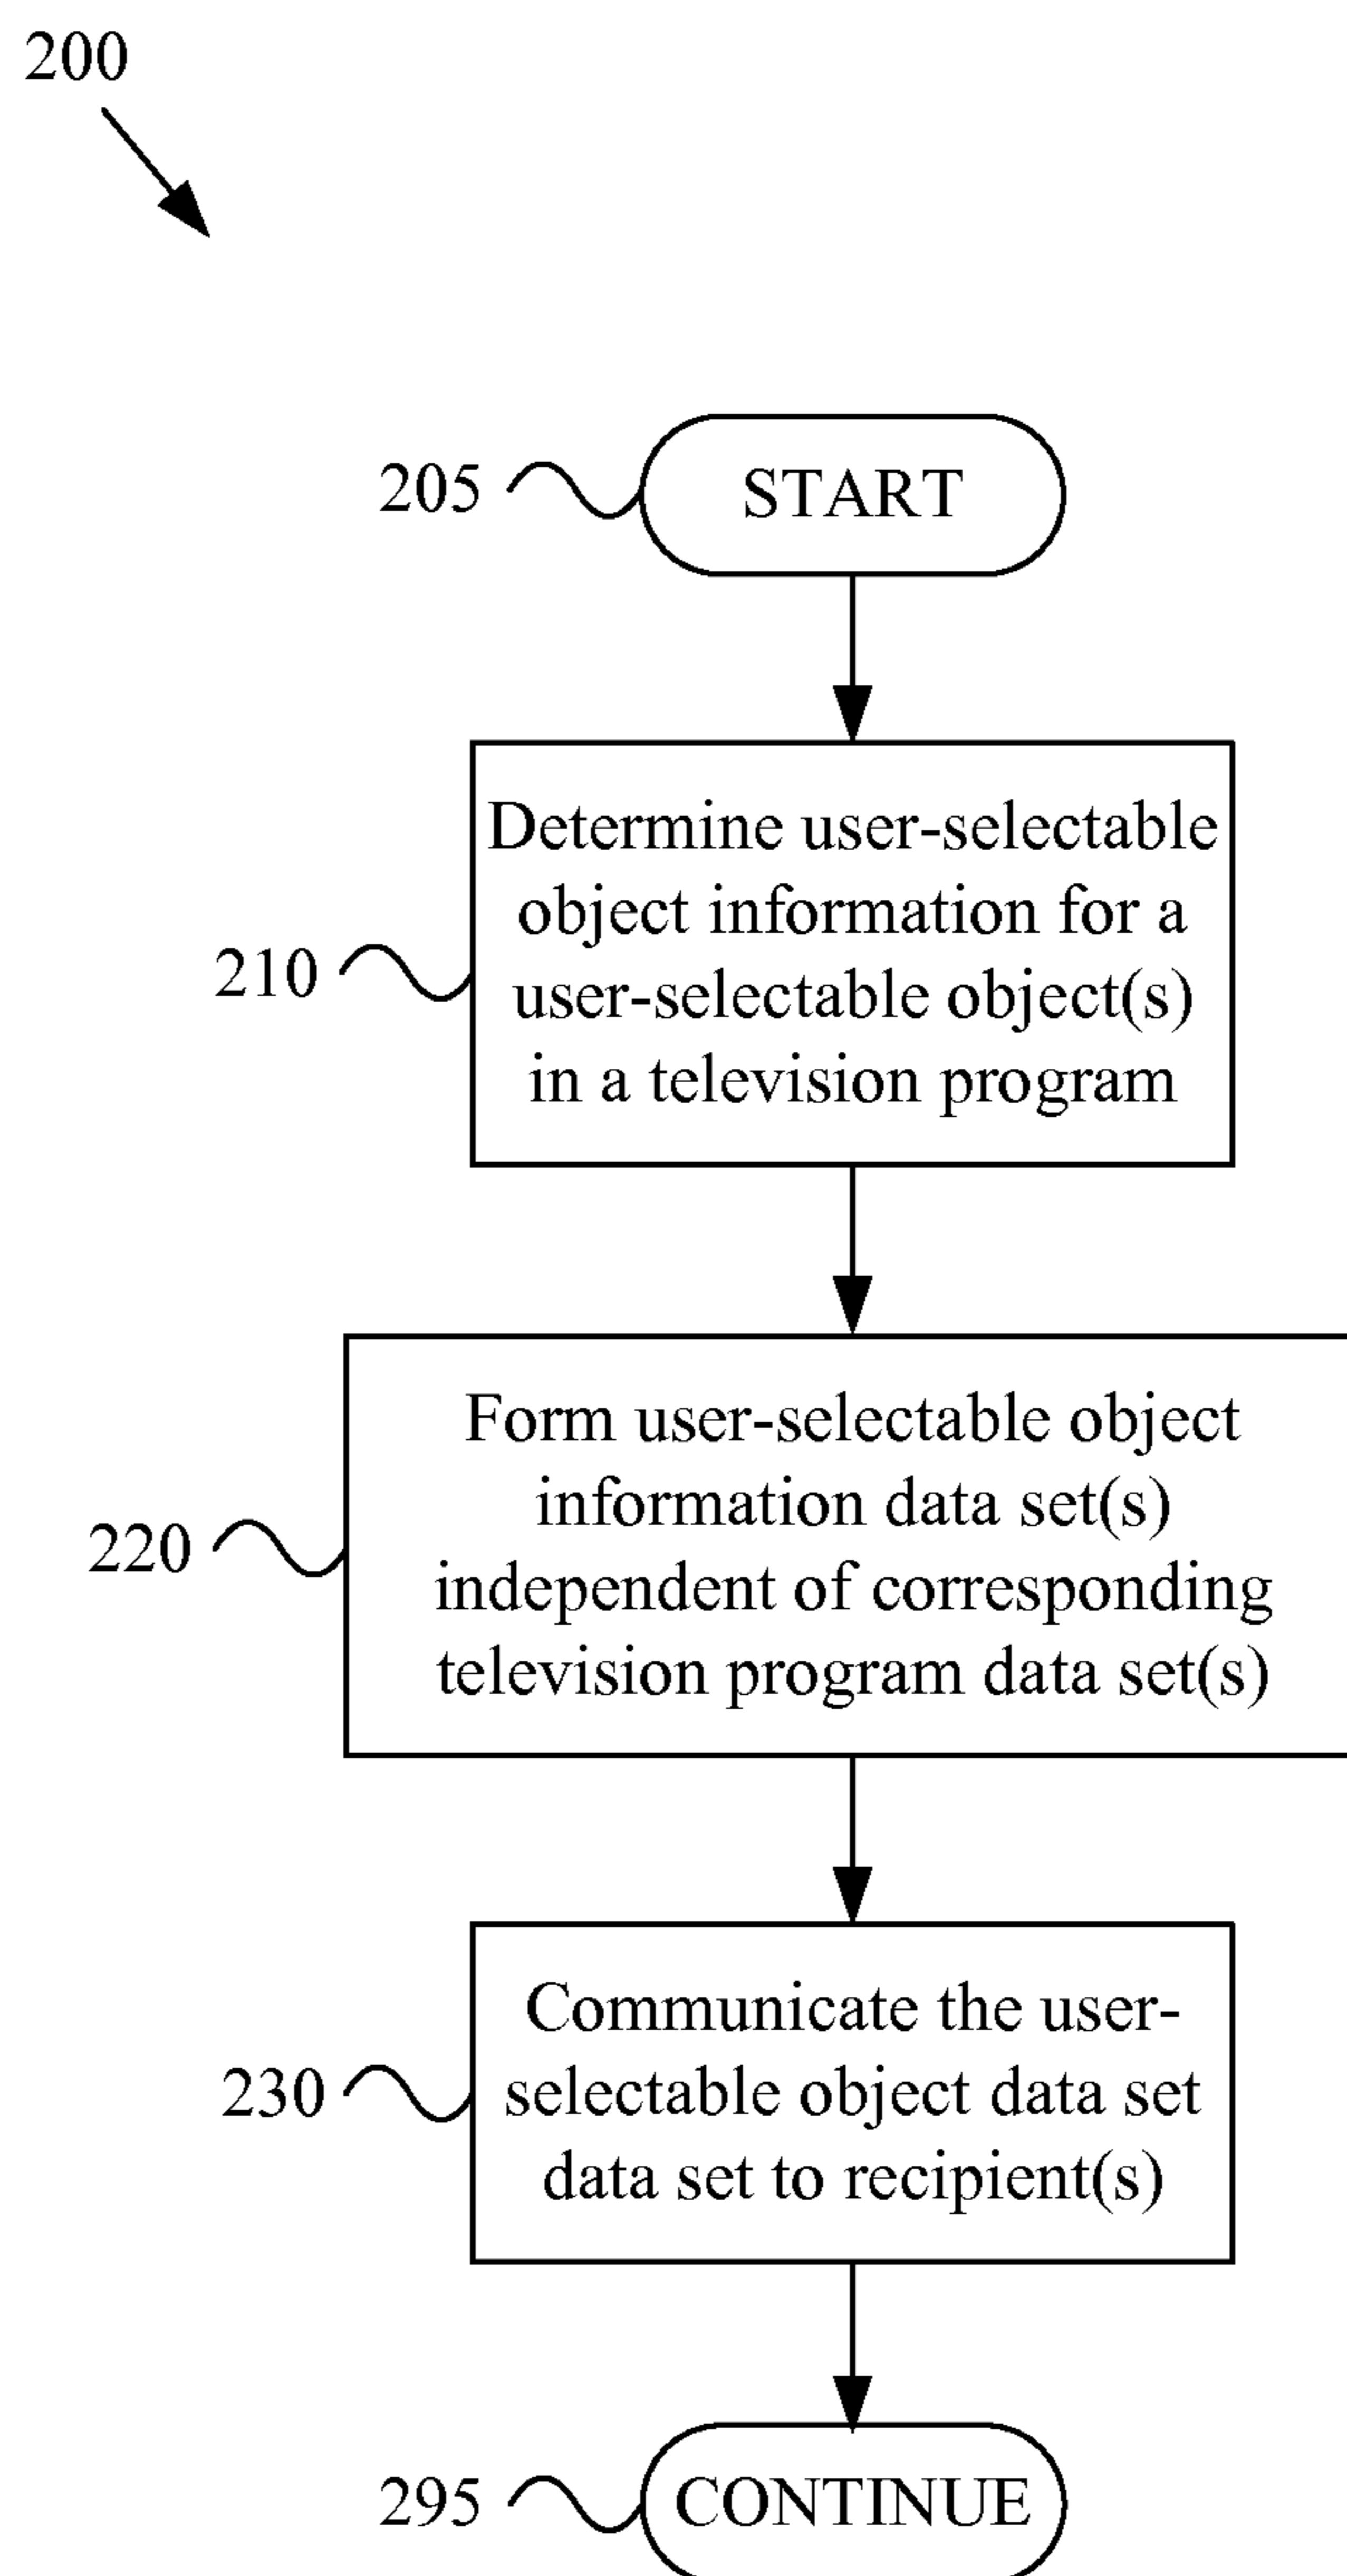 200
205
START
210
Determine user-selectable
object information for a
user-selectable object(s)
in a television program
220
Form user-selectable object
information data set(s)
independent of corresponding
television program data set(s)
230
Communicate the user-
selectable object data set
data set to recipient(s)
295
CONTINUE